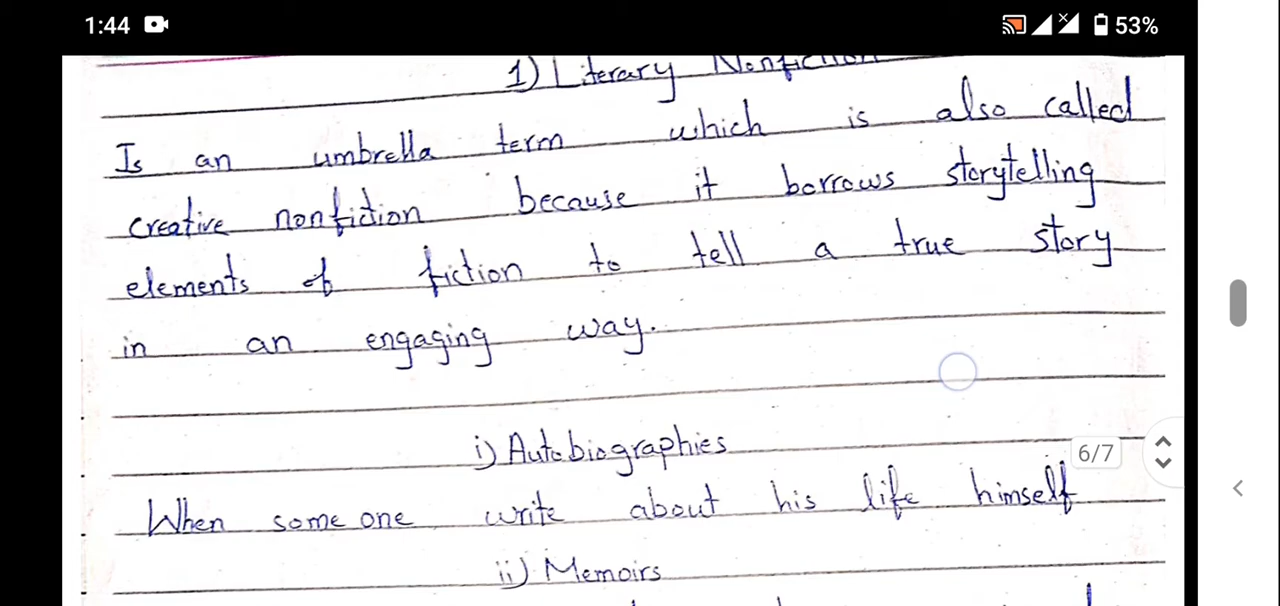 1:44
53%
1) Literary Nonfiction
Is an umbrella term which is also called
creative nonfiction because it borrows storytelling
elements of fiction to tell a true story
in an engaging way.
i) Autobiographies
6/7
When some one write about his life himself
ii) Memoirs